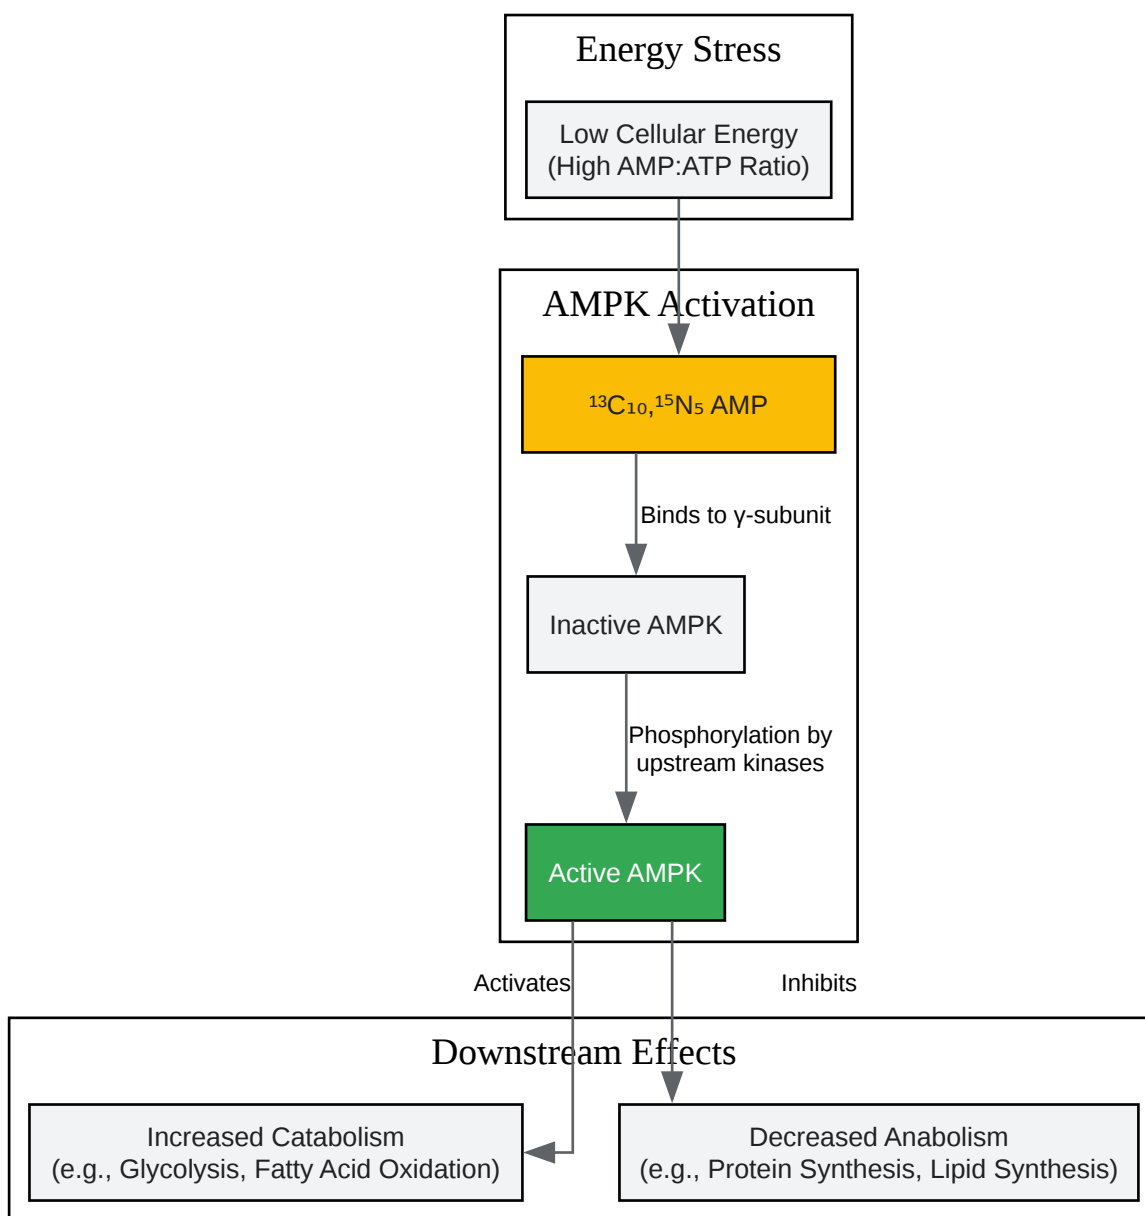 Energy Stress
Low Cellular Energy
(High AMP:ATP Ratio)
AMPK Activation
¹³C₁₀,¹⁵N₅ AMP
Binds to γ-subunit
Inactive AMPK
Phosphorylation by
upstream kinases
Active AMPK
Activates
Inhibits
Downstream Effects
Increased Catabolism
(e.g., Glycolysis, Fatty Acid Oxidation)
Decreased Anabolism
(e.g., Protein Synthesis, Lipid Synthesis)